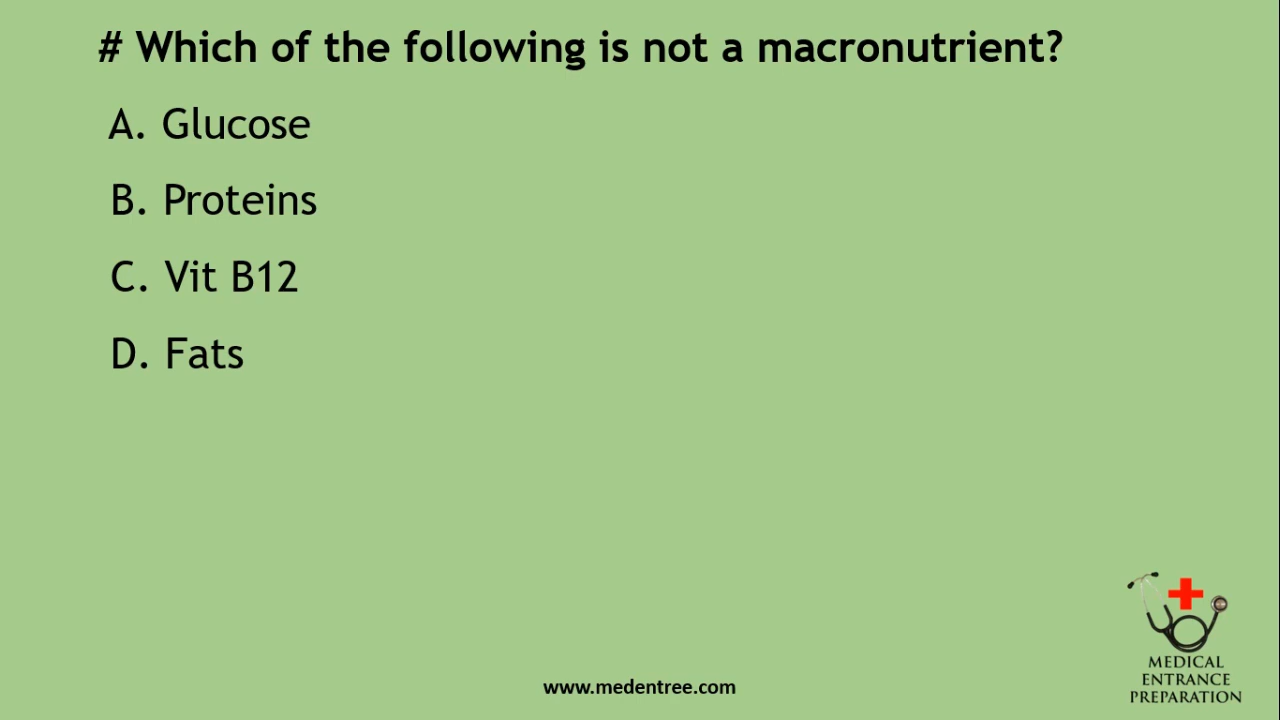 # Which of the following is not a macronutrient?
A. Glucose
B. Proteins
C. Vit B12
D. Fats
www.medentree.com
MEDICAL
ENTRANCE
PREPARATION